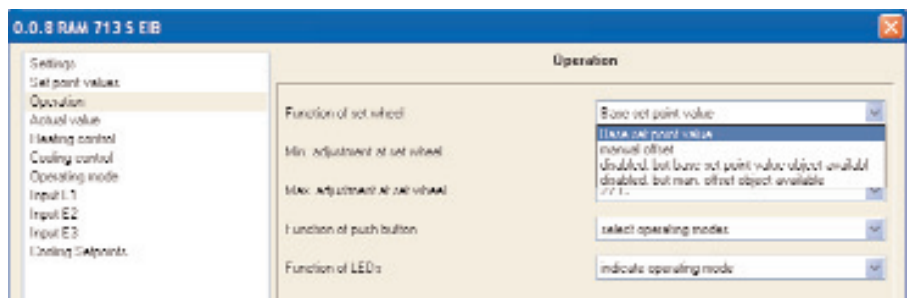 0.0.8 RAM 713 S EIB
Settings
Set point values
Operation
Actual value
Heating control
Cooling control
Operating mode
Input E1
Input E2
Input E3
Cooling Setpoints
Operation
Function of set wheel
Base set point value
Base set point value
manual offset
disabled, but base set point value object availabl
disabled, but man. offset object available
Min. adjustment at set wheel
Max. adjustment at set wheel
Function of push button
select operating modes
Function of LEDs
indicate operating mode